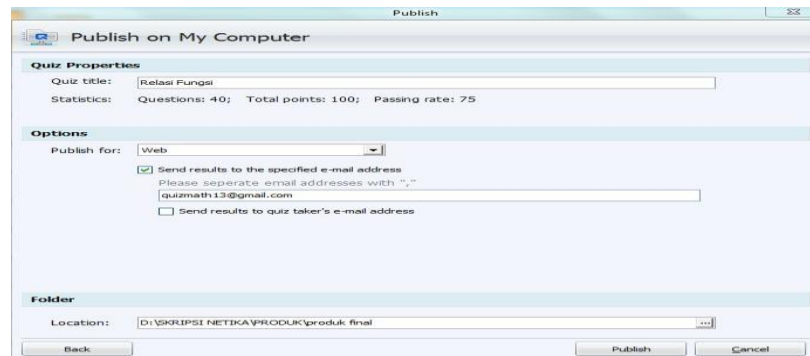 Publish
Publish on My Computer
Quiz Properties
Quiz title: Relasi Fungsi
Statistics: Questions: 40; Total points: 100; Passing rate: 75
Options
Publish for: Web
Send results to the specified e-mail address
Please seperate email addresses with ","
quizmath13@gmail.com
Send results to quiz taker's e-mail address
Folder
Location: D:\SKRIPSI NETIKA\PRODUK\produk final ...
Back Publish Cancel